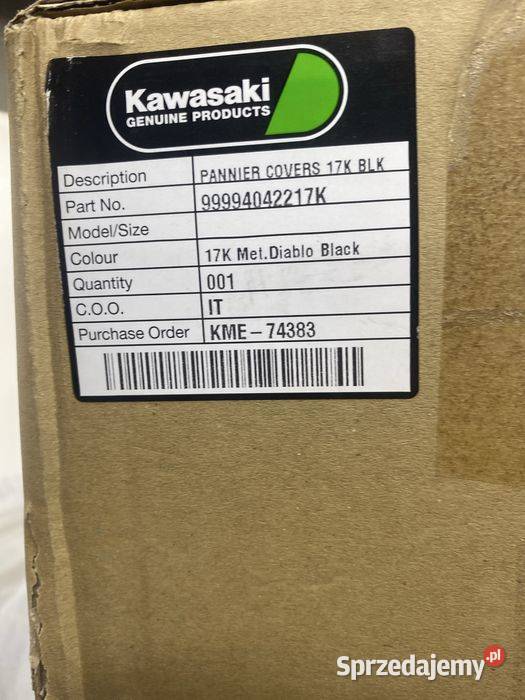 Kawasaki
GENUINE PRODUCTS
Description PANNIER COVERS 17K BLK
Part No. 99994042217K
Model/Size
Colour 17K Met.Diablo Black
Quantity 001
C.O.O. IT
Purchase Order KME-74383
Sprzedajemy.pl